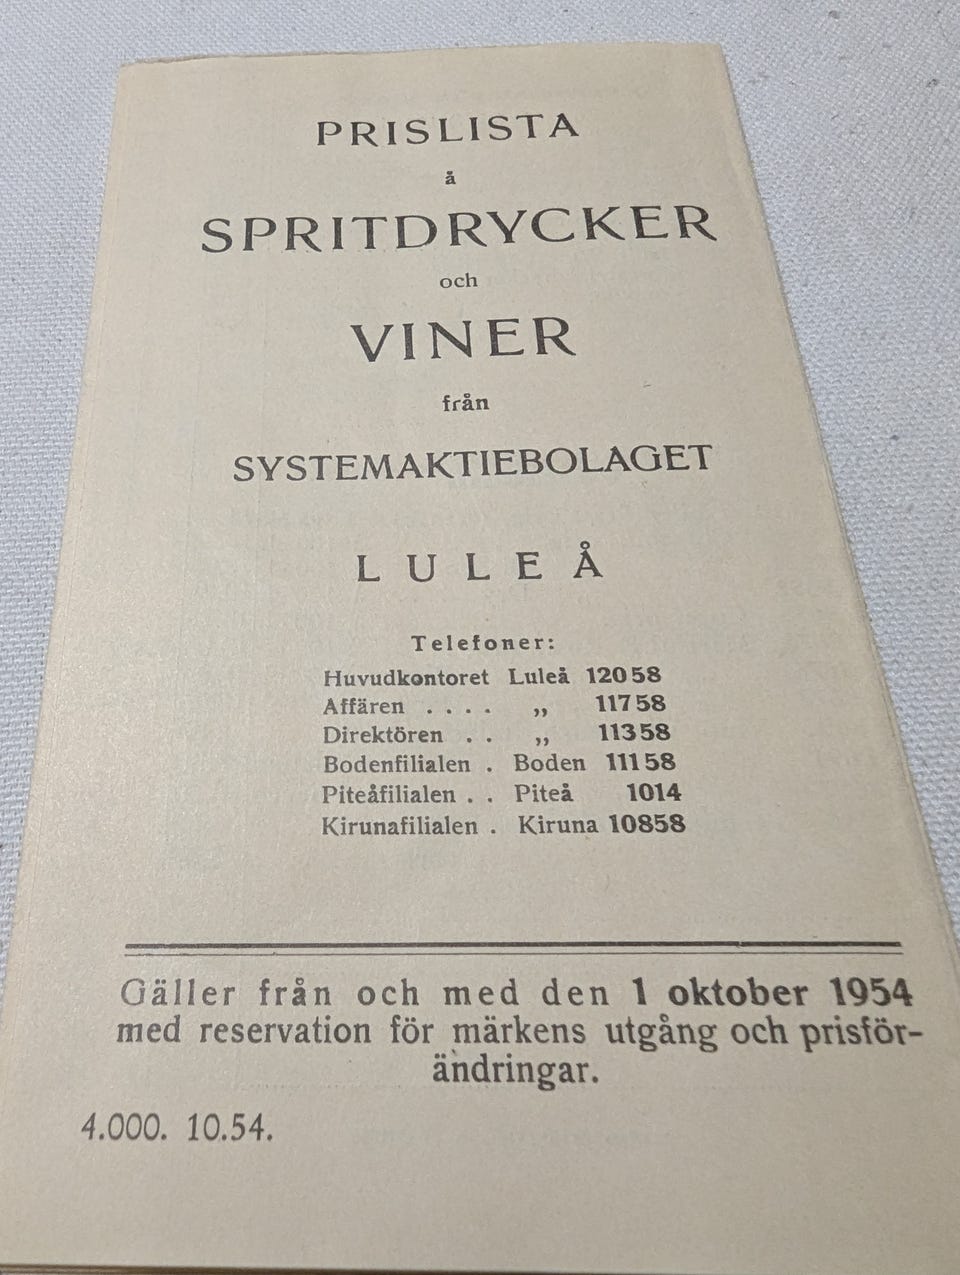 PRISLISTA
å
SPRITDRYCKER
och
VINER
från
SYSTEMAKTIEBOLAGET
LULEÅ
Telefoner:
Huvudkontoret Luleå 12058
Affären . . . . „ 11758
Direktören . . „ 11358
Bodenfilialen . Boden 11158
Piteåfilialen . . Piteå 1014
Kirunafilialen . Kiruna 10858
Gäller från och med den 1 oktober 1954
med reservation för märkens utgång och prisför-
ändringar.
4.000. 10.54.